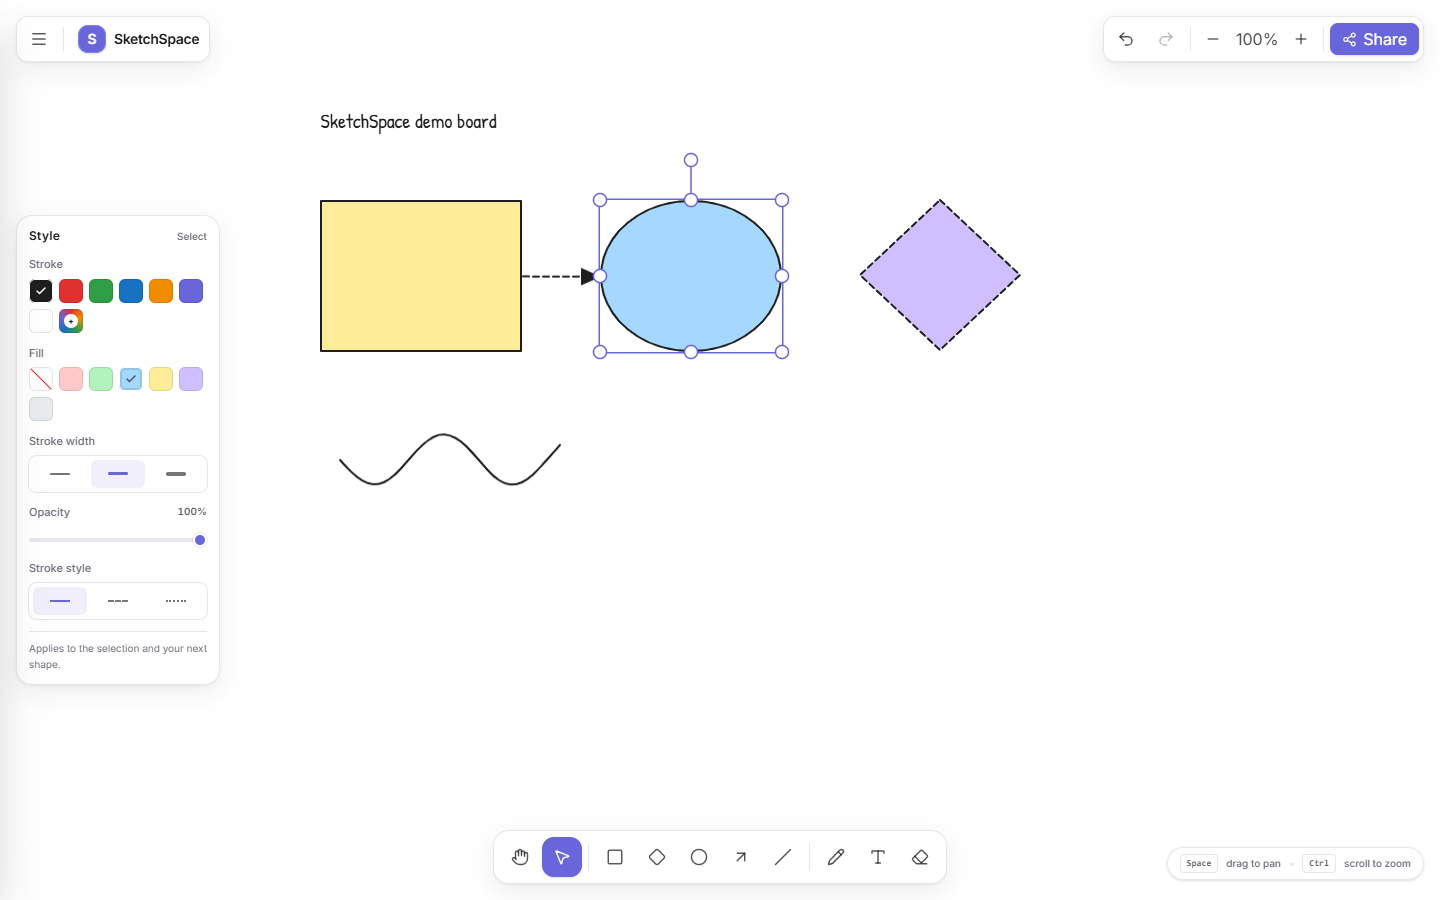 S SketchSpace
100%
Share
SketchSpace demo board
Style
Select
Stroke
Fill
Stroke width
Opacity
100%
Stroke style
Applies to the selection and your next
shape.
Space drag to pan Ctrl scroll to zoom